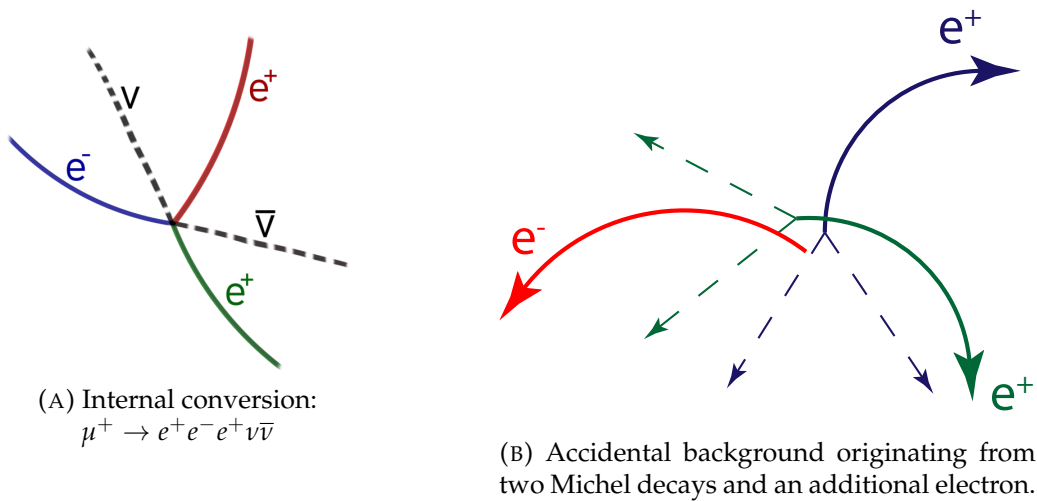 ν
e⁺
e⁻
ν̅
e⁺
(A) Internal conversion:
μ⁺ → e⁺e⁻e⁺νν̅
e⁺
e⁻
e⁺
(B) Accidental background originating from
two Michel decays and an additional electron.